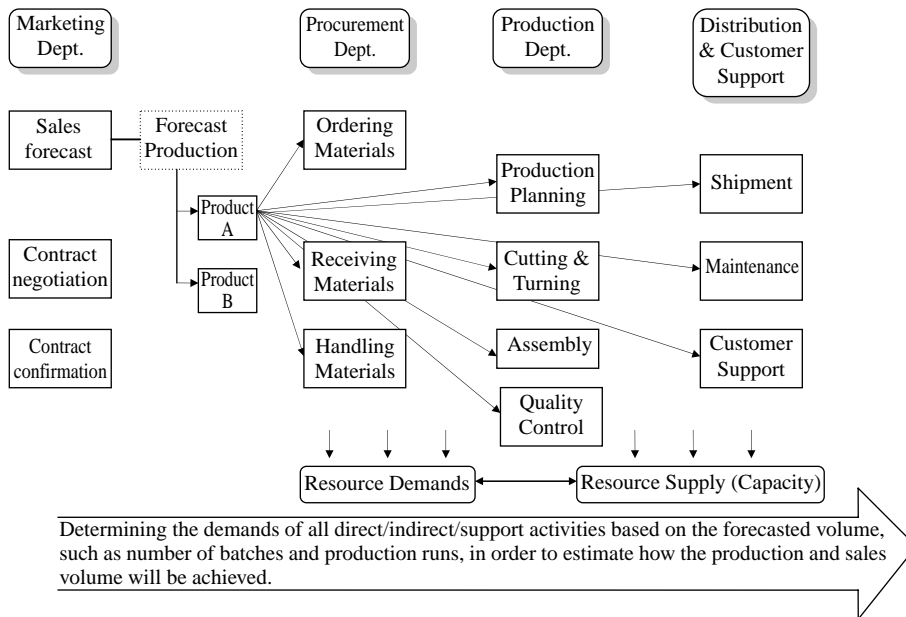 Marketing
Dept.
Procurement
Dept.
Production
Dept.
Distribution
& Customer
Support
Sales
forecast
Forecast
Production
Ordering
Materials
Production
Planning
Shipment
Product
A
Contract
negotiation
Product
B
Receiving
Materials
Cutting &
Turning
Maintenance
Contract
confirmation
Handling
Materials
Assembly
Customer
Support
Quality
Control
Resource Demands
Resource Supply (Capacity)
Determining the demands of all direct/indirect/support activities based on the forecasted volume,
such as number of batches and production runs, in order to estimate how the production and sales
volume will be achieved.